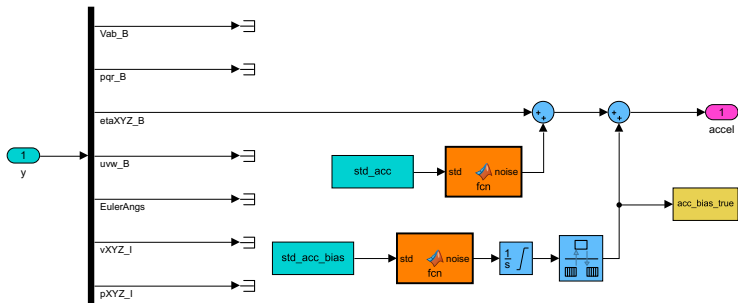 Vab_B
pqr_B
etaXYZ_B
1
accel
1
y
uvw_B
std_acc
std
noise
fcn
EulerAngs
acc_bias_true
vXYZ_I
std_acc_bias
std
noise
fcn
1
s
pXYZ_I